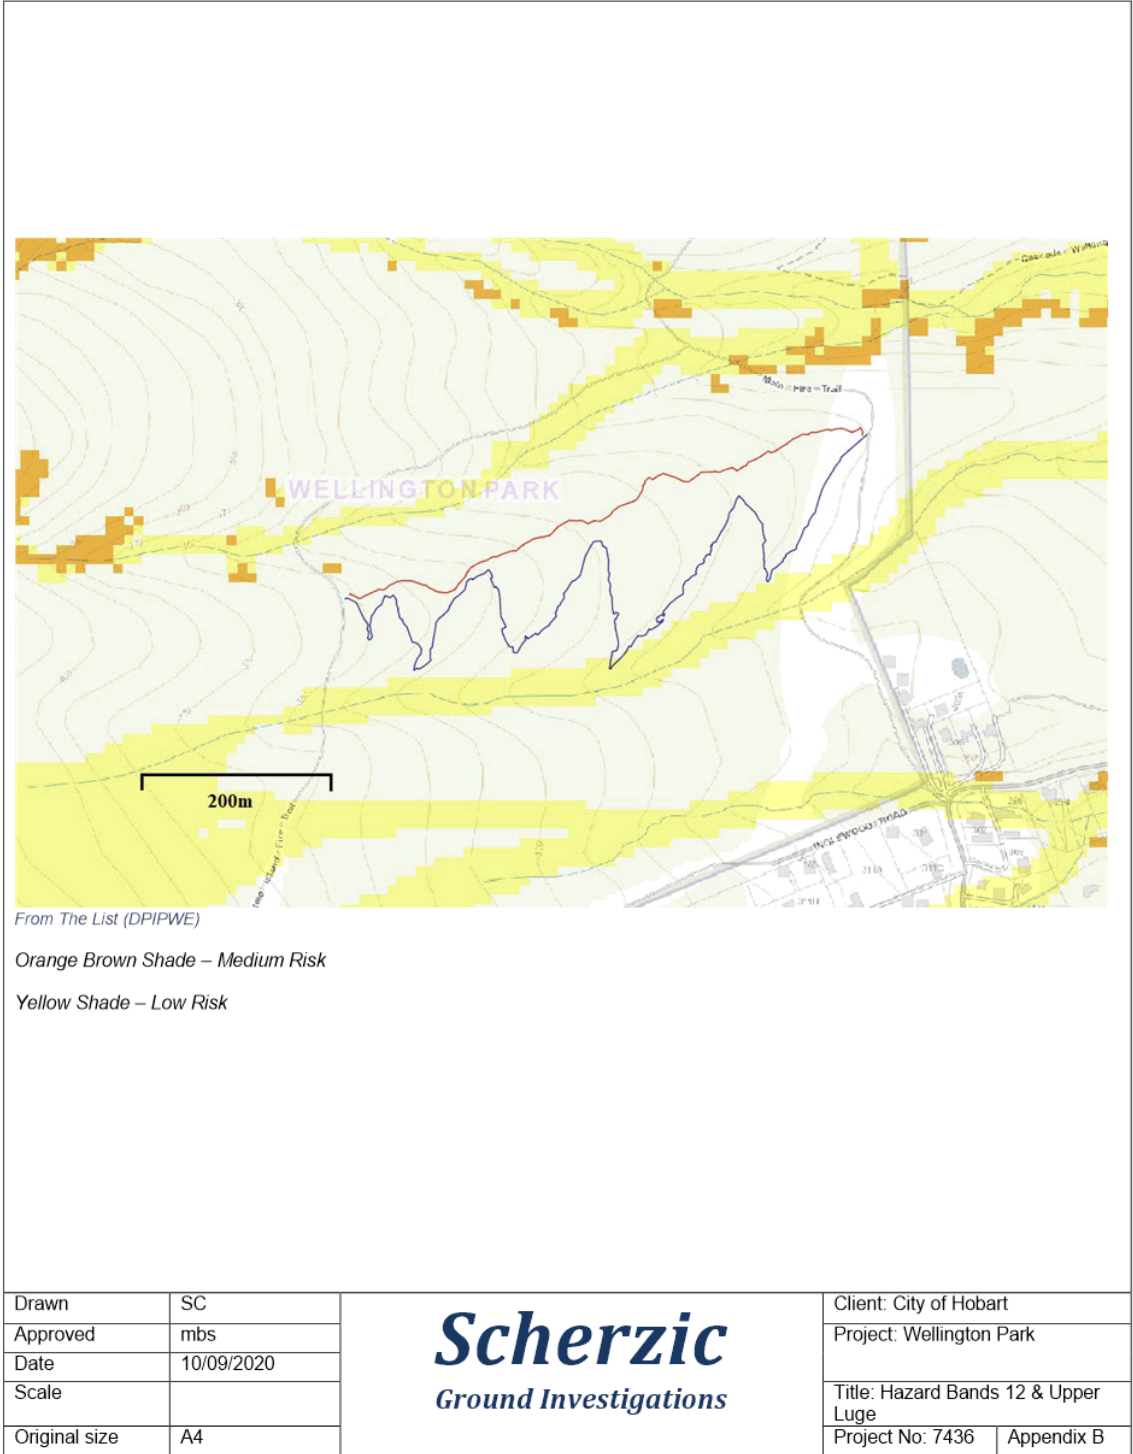 Cascade - Walking
Main - Fire - Trail
WELLINGTON PARK
200m
INGLEWOOD ROAD
From The List (DPIPWE)
Orange Brown Shade – Medium Risk
Yellow Shade – Low Risk
Drawn SC
Approved mbs
Date 10/09/2020
Scale
Original size A4
Scherzic
Ground Investigations
Client: City of Hobart
Project: Wellington Park
Title: Hazard Bands 12 & Upper
Luge
Project No: 7436 Appendix B